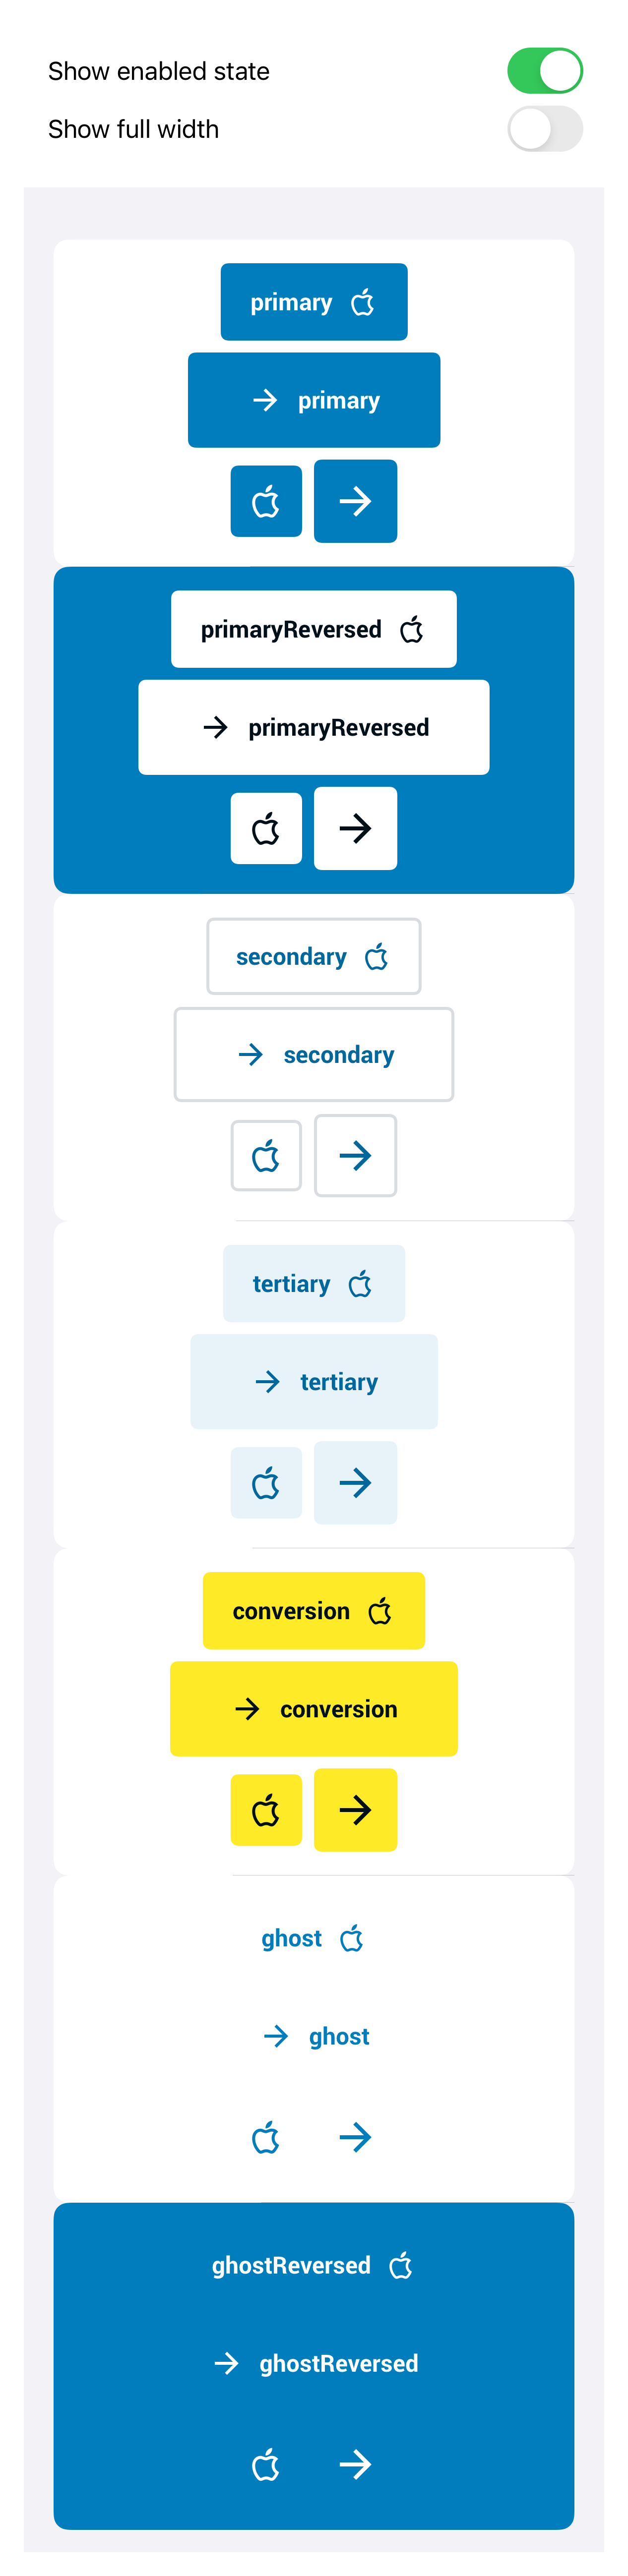 Show enabled state
Show full width
primary
primary
primaryReversed
primaryReversed
secondary
secondary
tertiary
tertiary
conversion
conversion
ghost
ghost
ghostReversed
ghostReversed